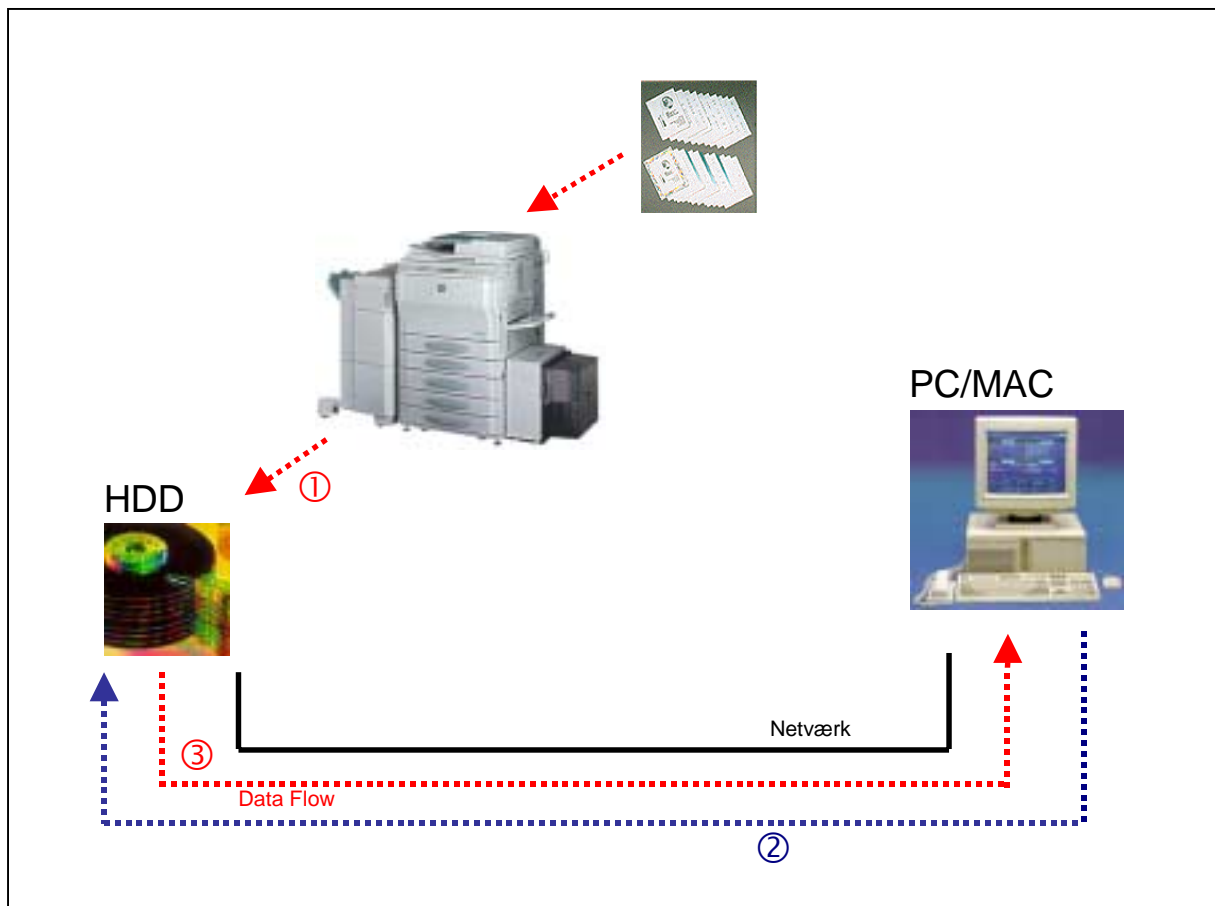 PC/MAC
①
HDD
Netværk
③
Data Flow
②